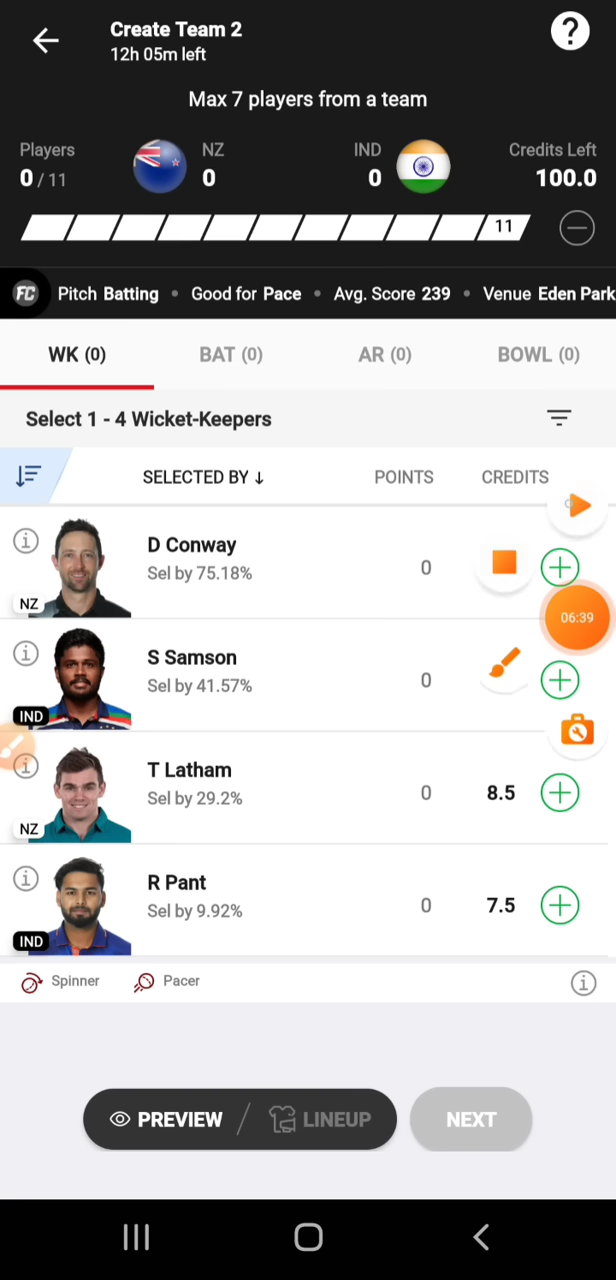 Create Team 2
12h 05m left
?
Max 7 players from a team
Players NZ IND Credits Left
0 / 11 0 0 100.0
11
FC Pitch Batting • Good for Pace • Avg. Score 239 • Venue Eden Park
WK (0) BAT (0) AR (0) BOWL (0)
Select 1 - 4 Wicket-Keepers
SELECTED BY ↓ POINTS CREDITS
D Conway
Sel by 75.18%
0
NZ
06:39
S Samson
Sel by 41.57%
0
IND
T Latham
Sel by 29.2%
0 8.5
NZ
R Pant
Sel by 9.92%
0 7.5
IND
Spinner Pacer
PREVIEW / LINEUP NEXT